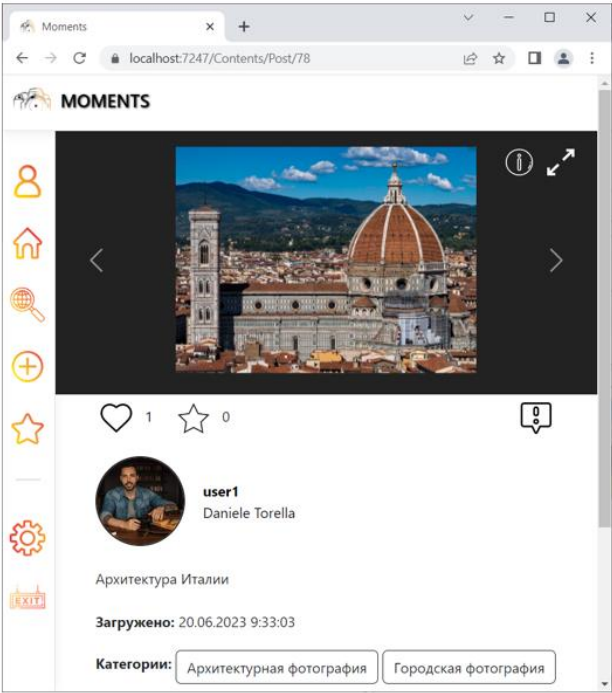 Moments
localhost:7247/Contents/Post/78
MOMENTS
1
0
user1
Daniele Torella
Архитектура Италии
Загружено: 20.06.2023 9:33:03
Категории: Архитектурная фотография Городская фотография
EXIT